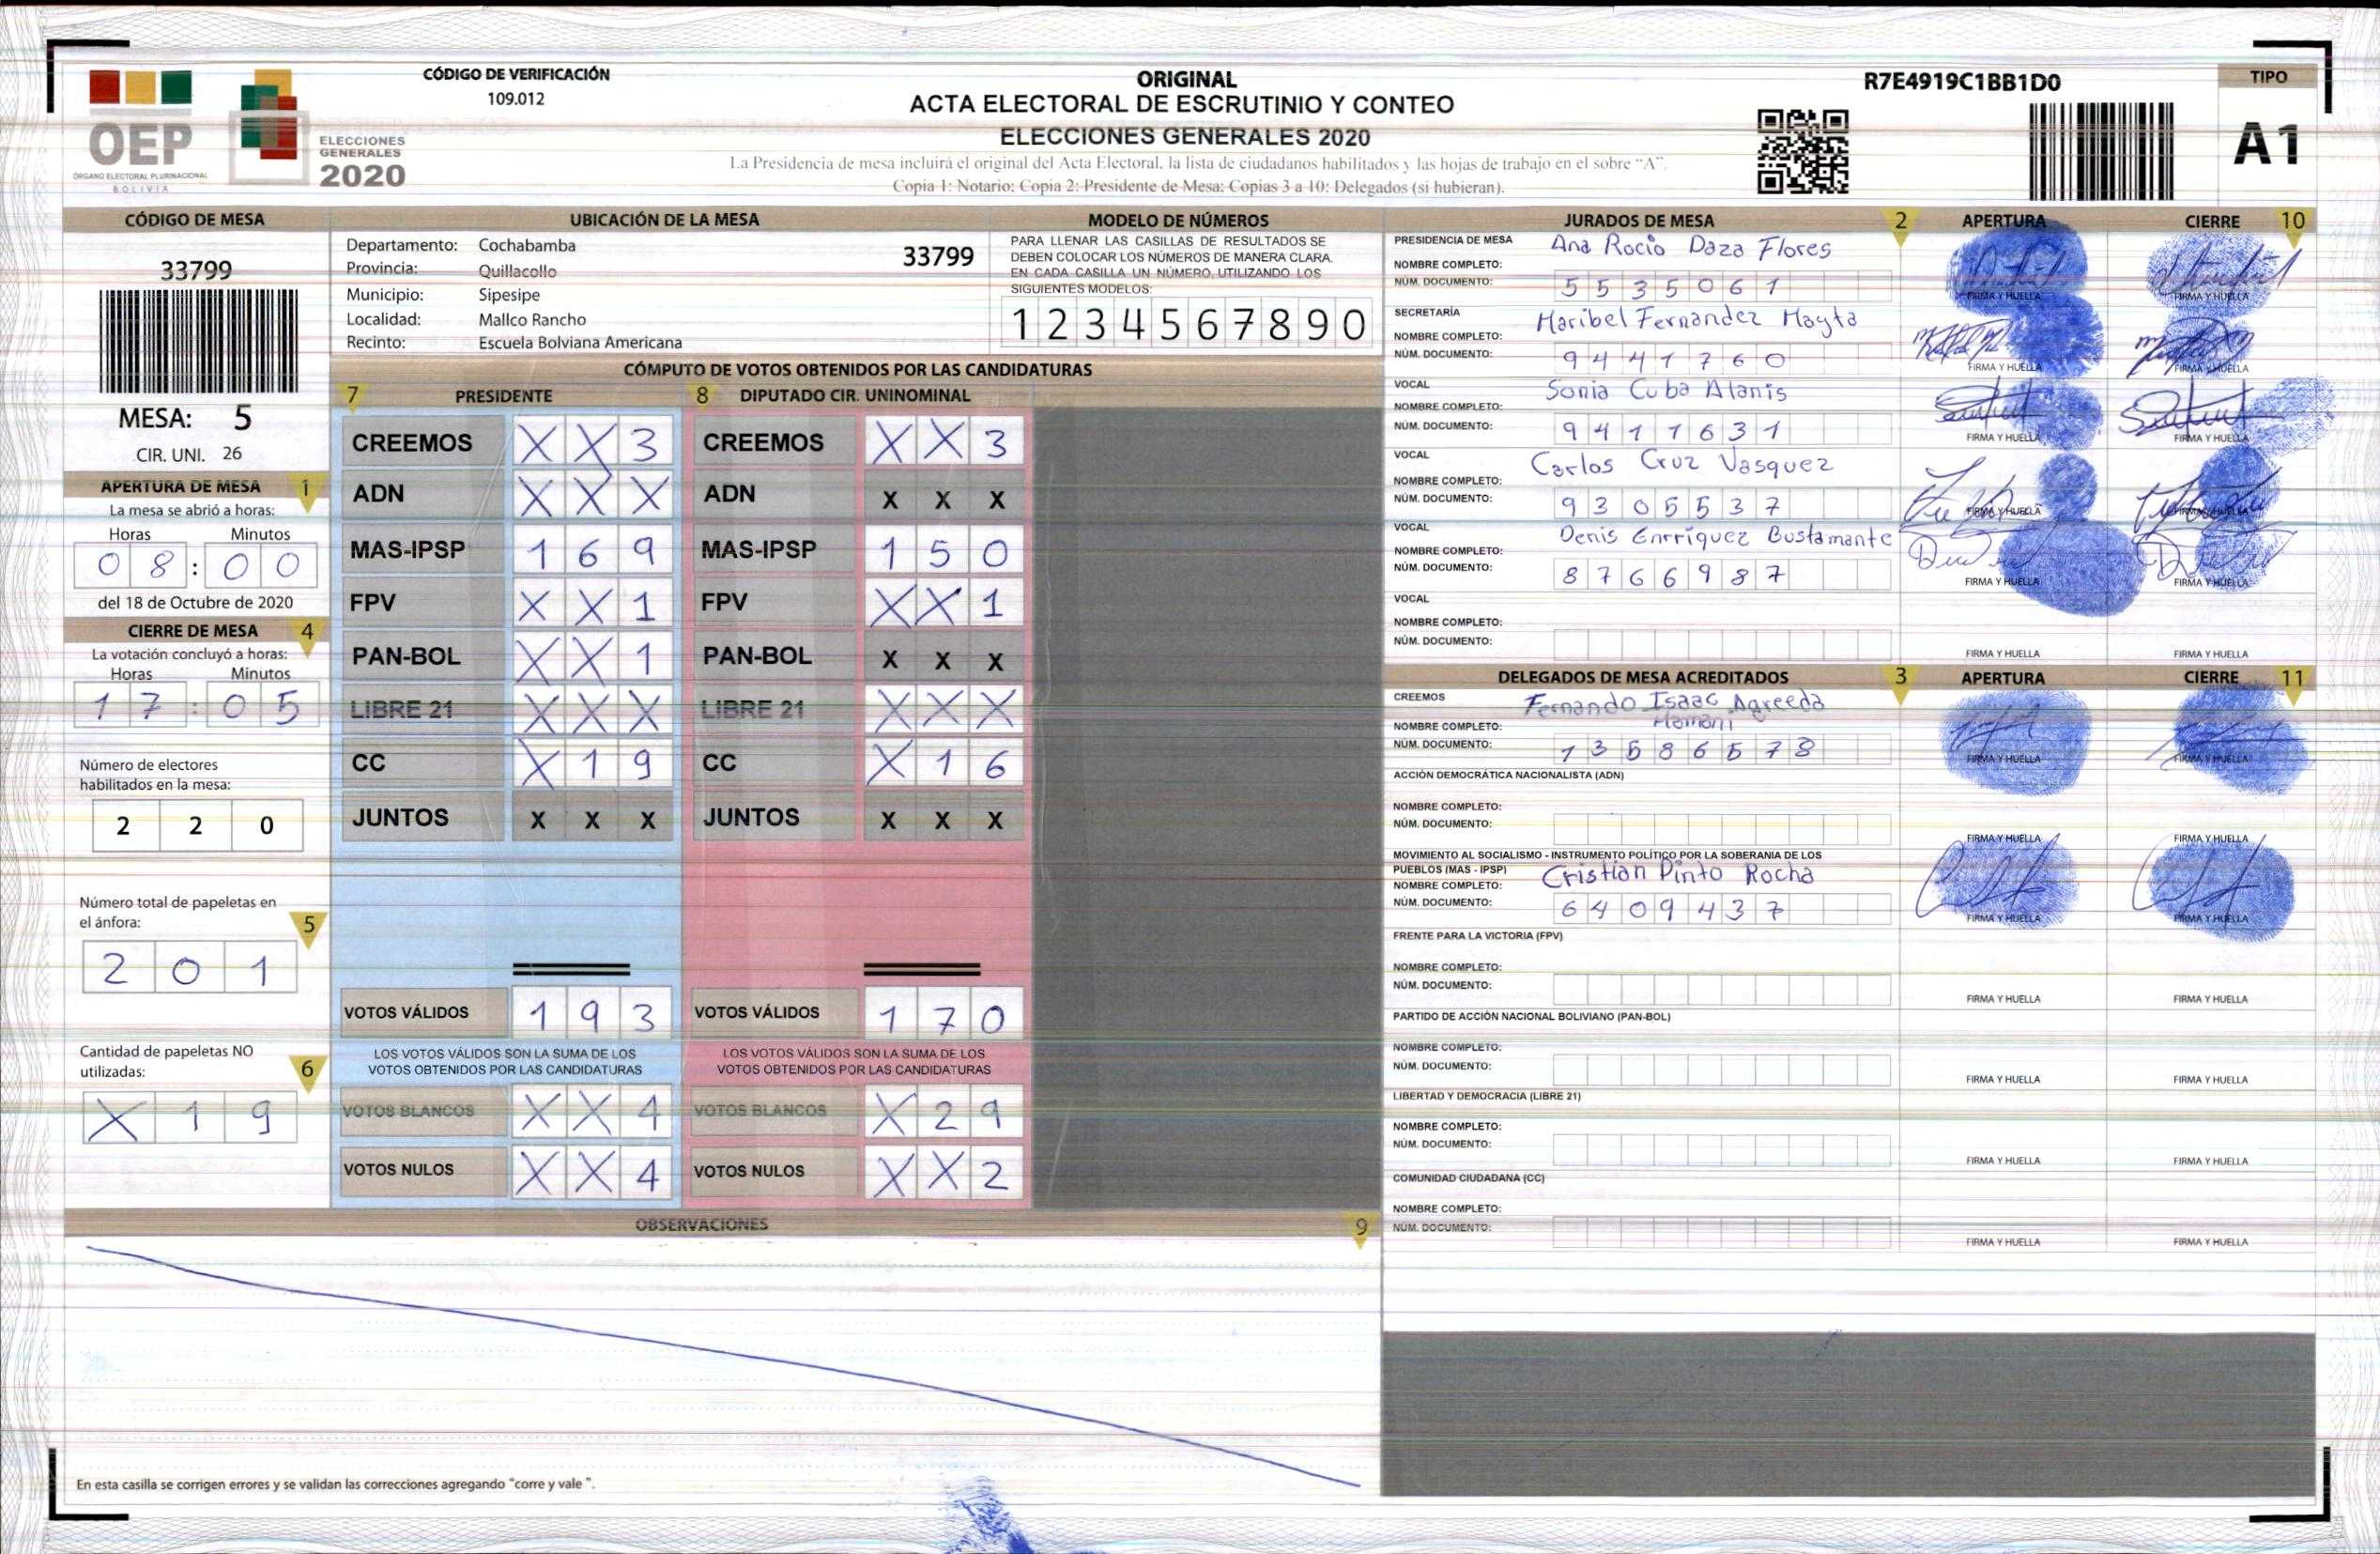 CÓDIGO DE VERIFICACIÓN
109.012
OEP
ÓRGANO ELECTORAL PLURINACIONAL
BOLIVIA
ELECCIONES
GENERALES
2020
ORIGINAL
ACTA ELECTORAL DE ESCRUTINIO Y CONTEO
ELECCIONES GENERALES 2020
La Presidencia de mesa incluirá el original del Acta Electoral, la lista de ciudadanos habilitados y las hojas de trabajo en el sobre “A”.
Copia 1: Notario; Copia 2: Presidente de Mesa; Copias 3 a 10: Delegados (si hubieran).
R7E4919C1BB1D0
TIPO
A1
CÓDIGO DE MESA
33799
MESA: 5
CIR. UNI. 26
APERTURA DE MESA 1
La mesa se abrió a horas:
Horas Minutos
0 8 : 0 0
del 18 de Octubre de 2020
CIERRE DE MESA 4
La votación concluyó a horas:
Horas Minutos
1 7 : 0 5
Número de electores
habilitados en la mesa:
2 2 0
Número total de papeletas en
el ánfora: 5
2 0 1
Cantidad de papeletas NO
utilizadas: 6
X 1 9
UBICACIÓN DE LA MESA
Departamento: Cochabamba 33799
Provincia: Quillacollo
Municipio: Sipesipe
Localidad: Mallco Rancho
Recinto: Escuela Bolviana Americana
MODELO DE NÚMEROS
PARA LLENAR LAS CASILLAS DE RESULTADOS SE
DEBEN COLOCAR LOS NÚMEROS DE MANERA CLARA.
EN CADA CASILLA UN NÚMERO, UTILIZANDO LOS
SIGUIENTES MODELOS:
1 2 3 4 5 6 7 8 9 0
CÓMPUTO DE VOTOS OBTENIDOS POR LAS CANDIDATURAS
7 PRESIDENTE 8 DIPUTADO CIR. UNINOMINAL
CREEMOS X X 3 CREEMOS X X 3
ADN X X X ADN X X X
MAS-IPSP 1 6 9 MAS-IPSP 1 5 0
FPV X X 1 FPV X X 1
PAN-BOL X X 1 PAN-BOL X X X
LIBRE 21 X X X LIBRE 21 X X X
CC X 1 9 CC X 1 6
JUNTOS X X X JUNTOS X X X
VOTOS VÁLIDOS 1 9 3 VOTOS VÁLIDOS 1 7 0
LOS VOTOS VÁLIDOS SON LA SUMA DE LOS LOS VOTOS VÁLIDOS SON LA SUMA DE LOS
VOTOS OBTENIDOS POR LAS CANDIDATURAS VOTOS OBTENIDOS POR LAS CANDIDATURAS
VOTOS BLANCOS X X 4 VOTOS BLANCOS X 2 9
VOTOS NULOS X X 4 VOTOS NULOS X X 2
OBSERVACIONES 9
En esta casilla se corrigen errores y se validan las correcciones agregando “corre y vale ”.
JURADOS DE MESA 2 APERTURA CIERRE 10
PRESIDENCIA DE MESA Ana Rocio Daza Flores
NOMBRE COMPLETO:
NÚM. DOCUMENTO: 5 5 3 5 0 6 1 FIRMA Y HUELLA FIRMA Y HUELLA
SECRETARÍA Maribel Fernandez Mayta
NOMBRE COMPLETO:
NÚM. DOCUMENTO: 9 4 4 1 7 6 0 FIRMA Y HUELLA FIRMA Y HUELLA
VOCAL Sonia Cuba Alanis
NOMBRE COMPLETO:
NÚM. DOCUMENTO: 9 4 1 1 6 3 1 FIRMA Y HUELLA FIRMA Y HUELLA
VOCAL Carlos Cruz Vasquez
NOMBRE COMPLETO:
NÚM. DOCUMENTO: 9 3 0 5 5 3 7 FIRMA Y HUELLA FIRMA Y HUELLA
VOCAL Denis Enrríquez Bustamante
NOMBRE COMPLETO:
NÚM. DOCUMENTO: 8 7 6 6 9 8 7 FIRMA Y HUELLA FIRMA Y HUELLA
VOCAL
NOMBRE COMPLETO:
NÚM. DOCUMENTO: FIRMA Y HUELLA FIRMA Y HUELLA
DELEGADOS DE MESA ACREDITADOS 3 APERTURA CIERRE 11
CREEMOS Fernando Isaac Agreeda
NOMBRE COMPLETO: Mamani
NÚM. DOCUMENTO: FIRMA Y HUELLA FIRMA Y HUELLA
ACCIÓN DEMOCRÁTICA NACIONALISTA (ADN)
NOMBRE COMPLETO:
NÚM. DOCUMENTO: FIRMA Y HUELLA FIRMA Y HUELLA
MOVIMIENTO AL SOCIALISMO - INSTRUMENTO POLÍTICO POR LA SOBERANIA DE LOS
PUEBLOS (MAS - IPSP) Cristian Pinto Rocha
NOMBRE COMPLETO:
NÚM. DOCUMENTO: 6 4 0 9 4 3 7 FIRMA Y HUELLA FIRMA Y HUELLA
FRENTE PARA LA VICTORIA (FPV)
NOMBRE COMPLETO:
NÚM. DOCUMENTO: FIRMA Y HUELLA FIRMA Y HUELLA
PARTIDO DE ACCIÓN NACIONAL BOLIVIANO (PAN-BOL)
NOMBRE COMPLETO:
NÚM. DOCUMENTO: FIRMA Y HUELLA FIRMA Y HUELLA
LIBERTAD Y DEMOCRACIA (LIBRE 21)
NOMBRE COMPLETO:
NÚM. DOCUMENTO: FIRMA Y HUELLA FIRMA Y HUELLA
COMUNIDAD CIUDADANA (CC)
NOMBRE COMPLETO:
NÚM. DOCUMENTO: FIRMA Y HUELLA FIRMA Y HUELLA